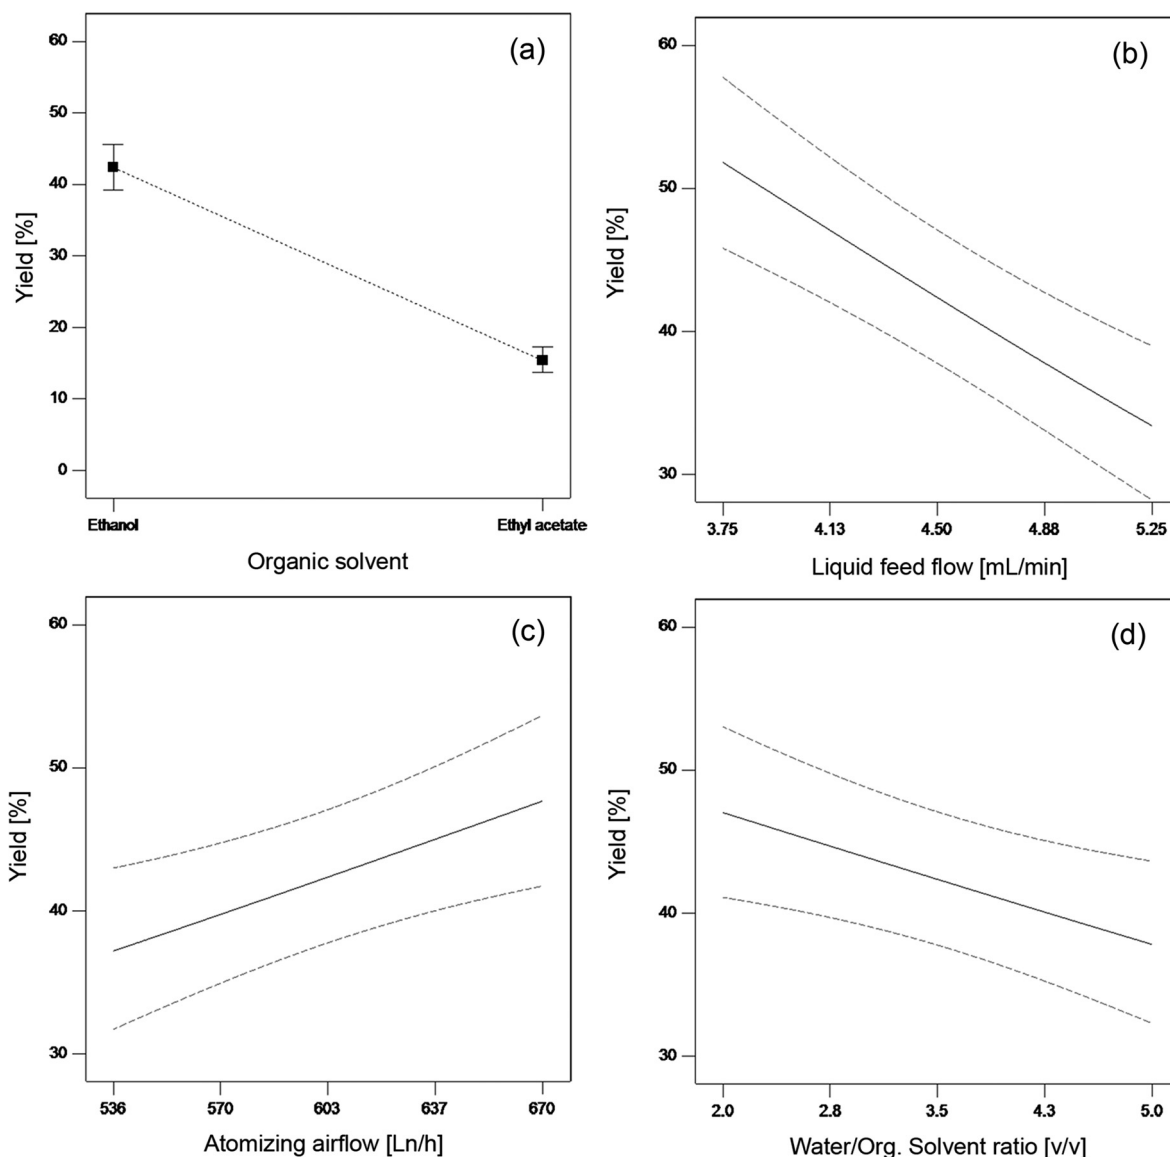 (a)
60
50
40
30
20
10
0
Yield [%]
Ethanol Ethyl acetate
Organic solvent
(b)
60
50
40
30
Yield [%]
3.75 4.13 4.50 4.88 5.25
Liquid feed flow [mL/min]
(c)
60
50
40
30
Yield [%]
536 570 603 637 670
Atomizing airflow [Ln/h]
(d)
60
50
40
30
Yield [%]
2.0 2.8 3.5 4.3 5.0
Water/Org. Solvent ratio [v/v]